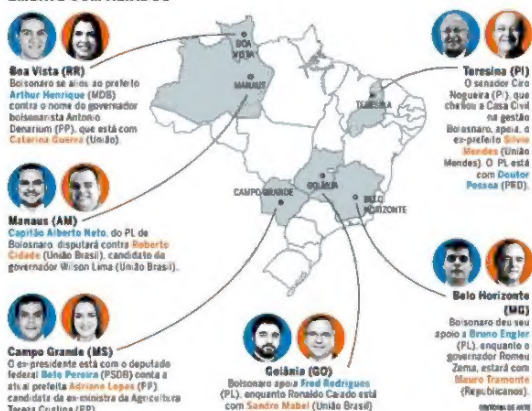 Boa Vista (RR)
Bolsonaro se aliou ao prefeito
Arthur Henrique (MDB)
contra o nome do governador
bolsonarista Antonio
Denarium (PP), que está com
Catarina Guerra (União).
BOA
VISTA
MANAUS
TERESINA
GOIÂNIA
CAMPO GRANDE
BELO
HORIZONTE
Teresina (PI)
O senador Ciro
Nogueira (PI), que
chefiou a Casa Civil
na gestão
Bolsonaro, apoia, o
ex-prefeito Silvio
Mendes (União
Mendes). O PL está
com Doutor
Pessoa (PRD).
Manaus (AM)
Capitão Alberto Neto, do PL de
Bolsonaro, disputará contra Roberto
Cidade (União Brasil), candidato do
governador Wilson Lima (União Brasil).
Campo Grande (MS)
O ex-presidente está com o deputado
federal Beto Pereira (PSDB) contra a
atual prefeita Adriane Lopes (PP)
candidata da ex-ministra da Agricultura
Tereza Cristina (PP)
Goiânia (GO)
Bolsonaro apoia Fred Rodrigues
(PL), enquanto Ronaldo Caiado está
com Sandro Mabel (União Brasil)
Belo Horizonte
(MG)
Bolsonaro deu seu
apoio a Bruno Engler
(PL), enquanto o
governador Romeu
Zema, estará com
Mauro Tramonte
(Republicanos).